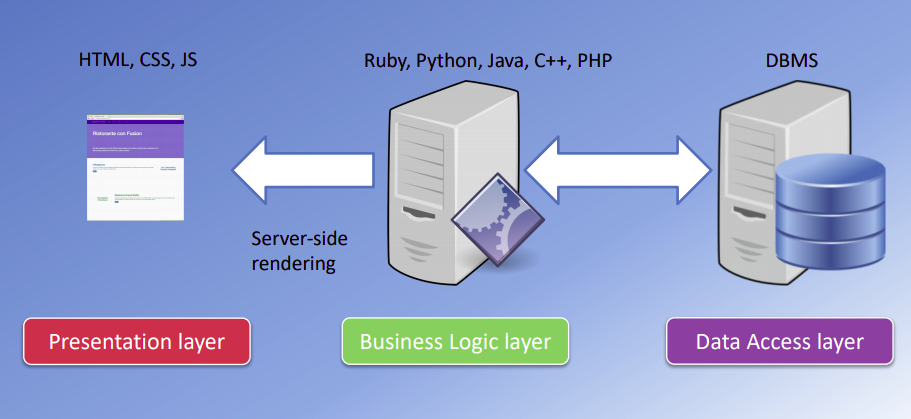 HTML, CSS, JS
Ruby, Python, Java, C++, PHP
DBMS
Ristorante con Fusion
Server-side
rendering
Presentation layer
Business Logic layer
Data Access layer